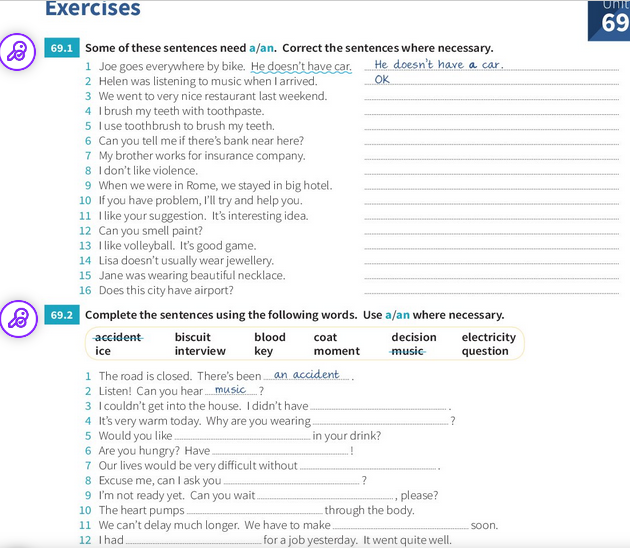 Exercises
Unit
69
69.1 Some of these sentences need a/an. Correct the sentences where necessary.
1 Joe goes everywhere by bike. He doesn't have car. He doesn't have a car.
2 Helen was listening to music when I arrived. OK
3 We went to very nice restaurant last weekend.
4 I brush my teeth with toothpaste.
5 I use toothbrush to brush my teeth.
6 Can you tell me if there's bank near here?
7 My brother works for insurance company.
8 I don't like violence.
9 When we were in Rome, we stayed in big hotel.
10 If you have problem, I'll try and help you.
11 I like your suggestion. It's interesting idea.
12 Can you smell paint?
13 I like volleyball. It's good game.
14 Lisa doesn't usually wear jewellery.
15 Jane was wearing beautiful necklace.
16 Does this city have airport?
69.2 Complete the sentences using the following words. Use a/an where necessary.
accident biscuit blood coat decision electricity
ice interview key moment music question
1 The road is closed. There's been an accident .
2 Listen! Can you hear music ?
3 I couldn't get into the house. I didn't have .
4 It's very warm today. Why are you wearing ?
5 Would you like in your drink?
6 Are you hungry? Have !
7 Our lives would be very difficult without .
8 Excuse me, can I ask you ?
9 I'm not ready yet. Can you wait , please?
10 The heart pumps through the body.
11 We can't delay much longer. We have to make soon.
12 I had for a job yesterday. It went quite well.